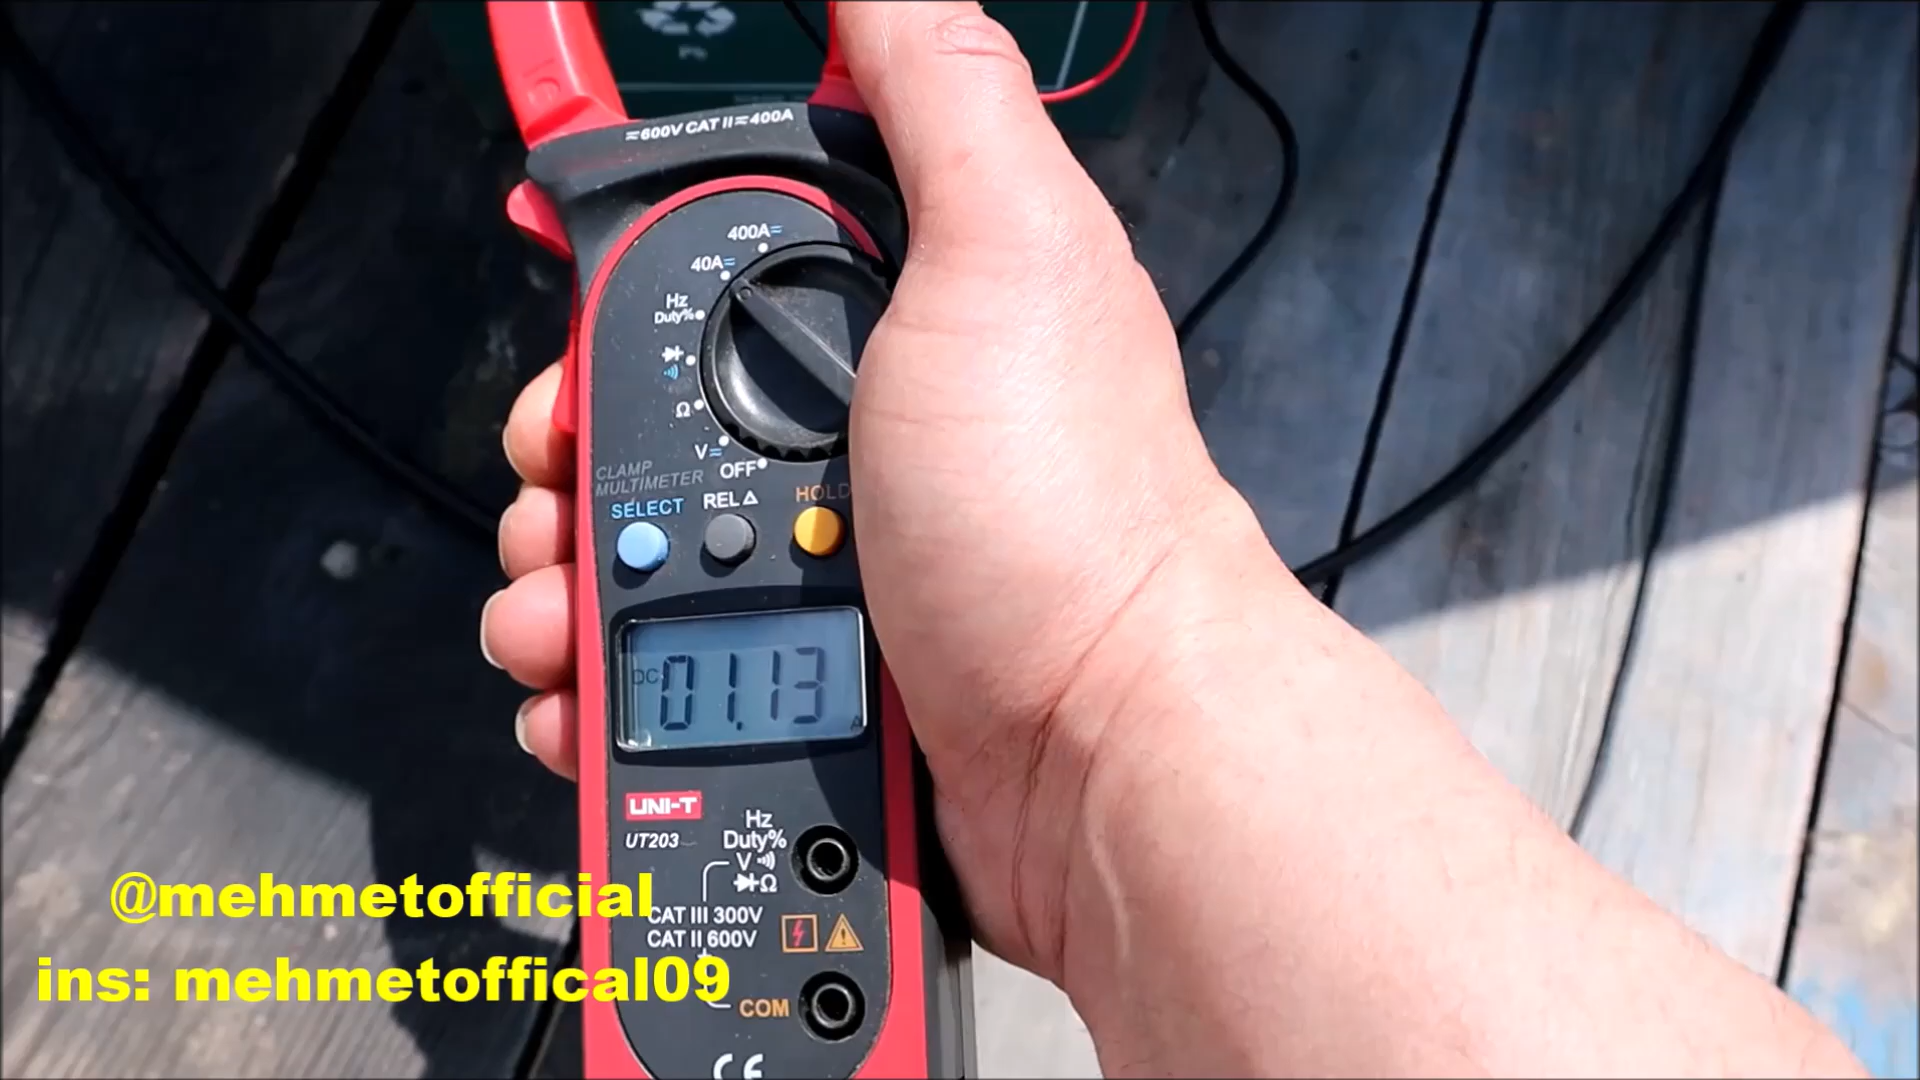 Pb
≂600V CAT II ≂400A
400A≂
40A≂
Hz
Duty%
Ω
V≂
OFF
CLAMP
MULTIMETER
SELECT
REL Δ
HOLD
DC 01.13 A
UNI-T
UT203
Hz
Duty%
V
Ω
CAT III 300V
CAT II 600V
COM
CE
@mehmetofficial
ins: mehmetoffical09